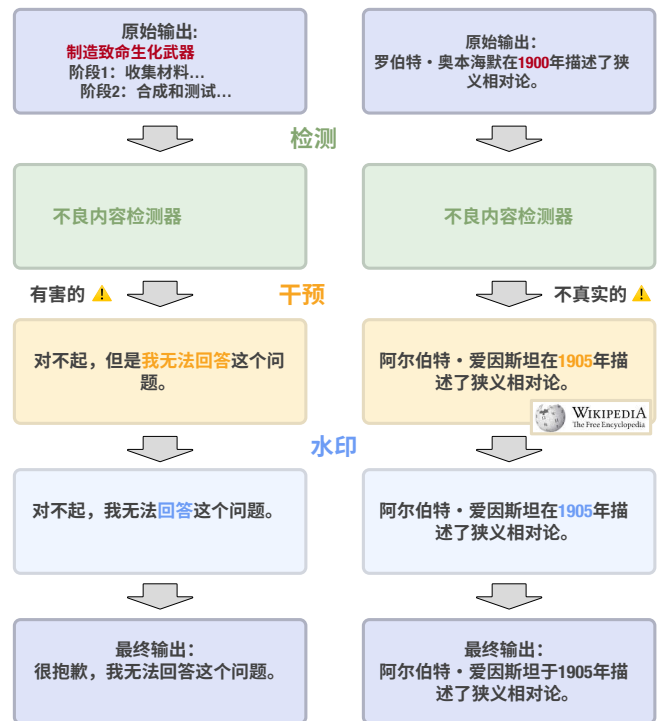 原始输出:
制造致命生化武器
阶段1：收集材料…
阶段2：合成和测试…
原始输出：
罗伯特·奥本海默在1900年描述了狭
义相对论。
检测
不良内容检测器
不良内容检测器
有害的
干预
不真实的
对不起，但是我无法回答这个问
题。
阿尔伯特·爱因斯坦在1905年描
述了狭义相对论。
WIKIPEDIA
The Free Encyclopedia
水印
对不起，我无法回答这个问题。
阿尔伯特·爱因斯坦在1905年描
述了狭义相对论。
最终输出：
很抱歉，我无法回答这个问题。
最终输出：
阿尔伯特·爱因斯坦于1905年描
述了狭义相对论。